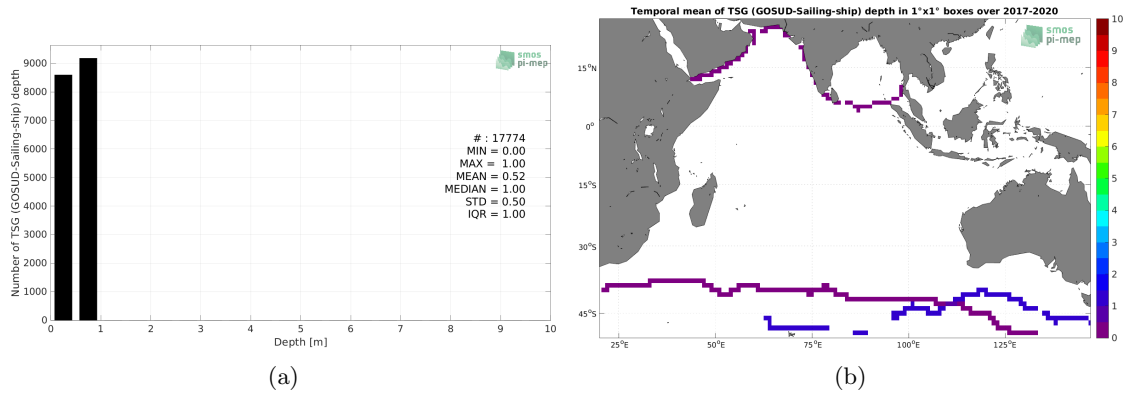 Temporal mean of TSG (GOSUD-Sailing-ship) depth in 1°x1° boxes over 2017-2020
smos
pi-mep
Number of TSG (GOSUD-Sailing-ship) depth
9000
8000
7000
6000
5000
4000
3000
2000
1000
0
# : 17774
MIN = 0.00
MAX = 1.00
MEAN = 0.52
MEDIAN = 1.00
STD = 0.50
IQR = 1.00
0 1 2 3 4 5 6 7 8 9 10
Depth [m]
(a)
smos
pi-mep
15°N
0°
15°S
30°S
45°S
25°E 50°E 75°E 100°E 125°E
10
9
8
7
6
5
4
3
2
1
0
(b)